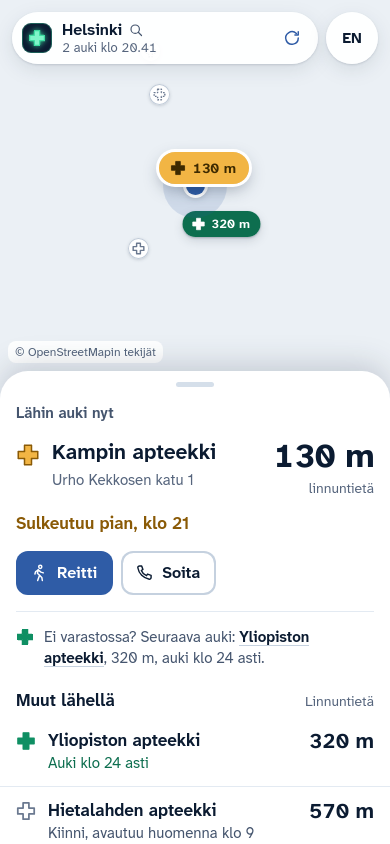 Helsinki
2 auki klo 20.41
EN
130 m
320 m
© OpenStreetMapin tekijät
Lähin auki nyt
Kampin apteekki
130 m
Urho Kekkosen katu 1
linnuntietä
Sulkeutuu pian, klo 21
Reitti
Soita
Ei varastossa? Seuraava auki: Yliopiston
apteekki, 320 m, auki klo 24 asti.
Muut lähellä
Linnuntietä
Yliopiston apteekki
320 m
Auki klo 24 asti
Hietalahden apteekki
570 m
Kiinni, avautuu huomenna klo 9